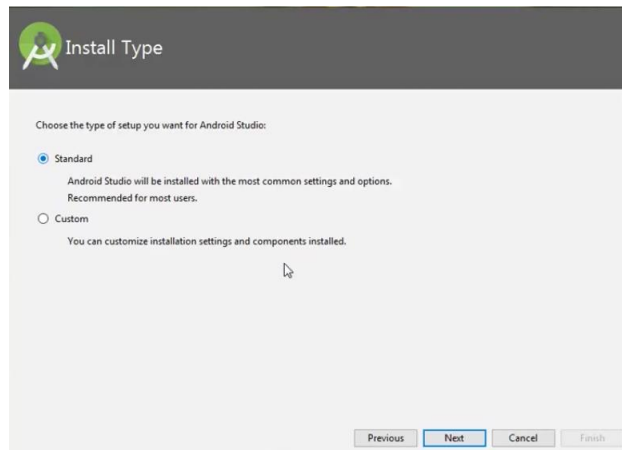 Install Type
Choose the type of setup you want for Android Studio:
Standard
Android Studio will be installed with the most common settings and options.
Recommended for most users.
Custom
You can customize installation settings and components installed.
Previous Next Cancel Finish